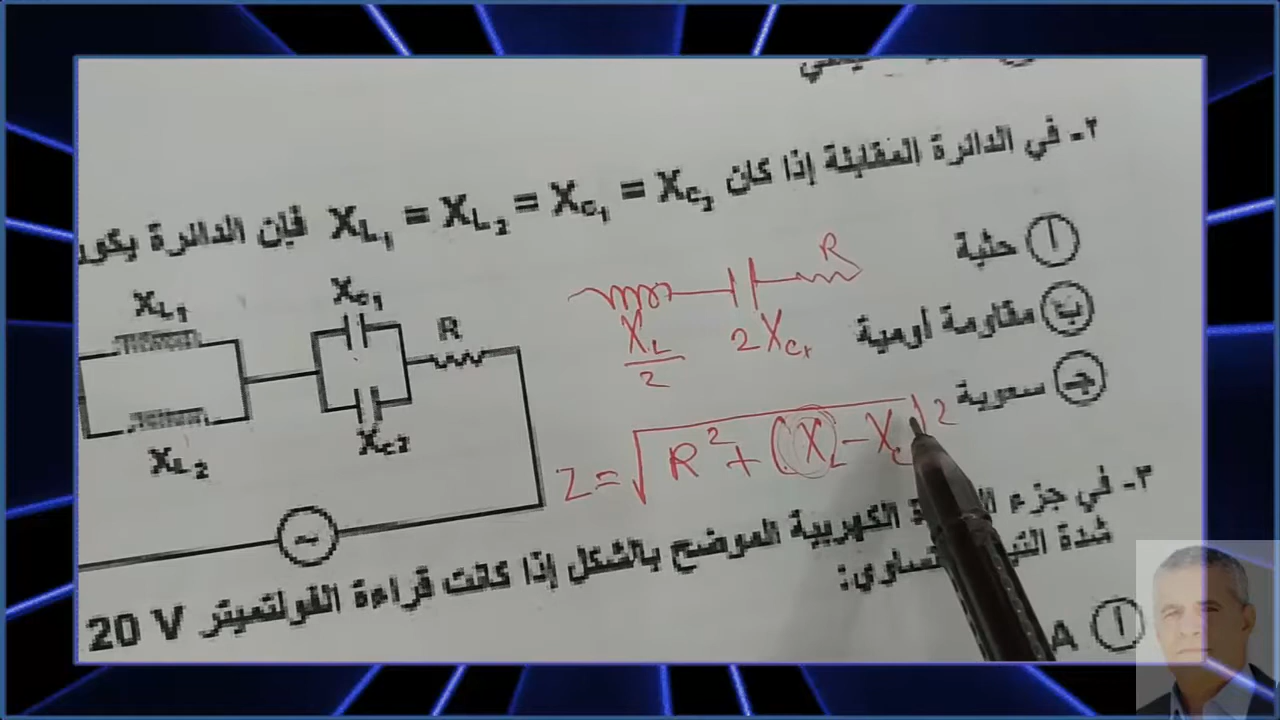 ٢- في الدائرة المقابلة إذا كان X_L₁ = X_L₂ = X_C₁ = X_C₂ فإن الدائرة
أ حثية
ب مقاومة أومية
جـ سعوية
X_L₁
X_L₂
X_C₁
X_C₂
R
~
R
X_L/2
2X_C₁
Z = √R² + (X_L - X_C)²
٣- في جزء الكهربية الموضح بالشكل إذا كانت قراءة الفولتميتر 20 V
شدة
أ A